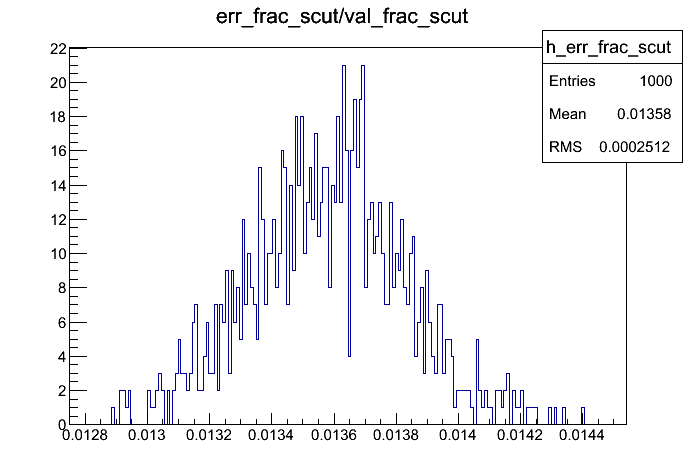 err_frac_scut/val_frac_scut
h_err_frac_scut
Entries 1000
Mean 0.01358
RMS 0.0002512
22
20
18
16
14
12
10
8
6
4
2
0
0.0128 0.013 0.0132 0.0134 0.0136 0.0138 0.014 0.0142 0.0144